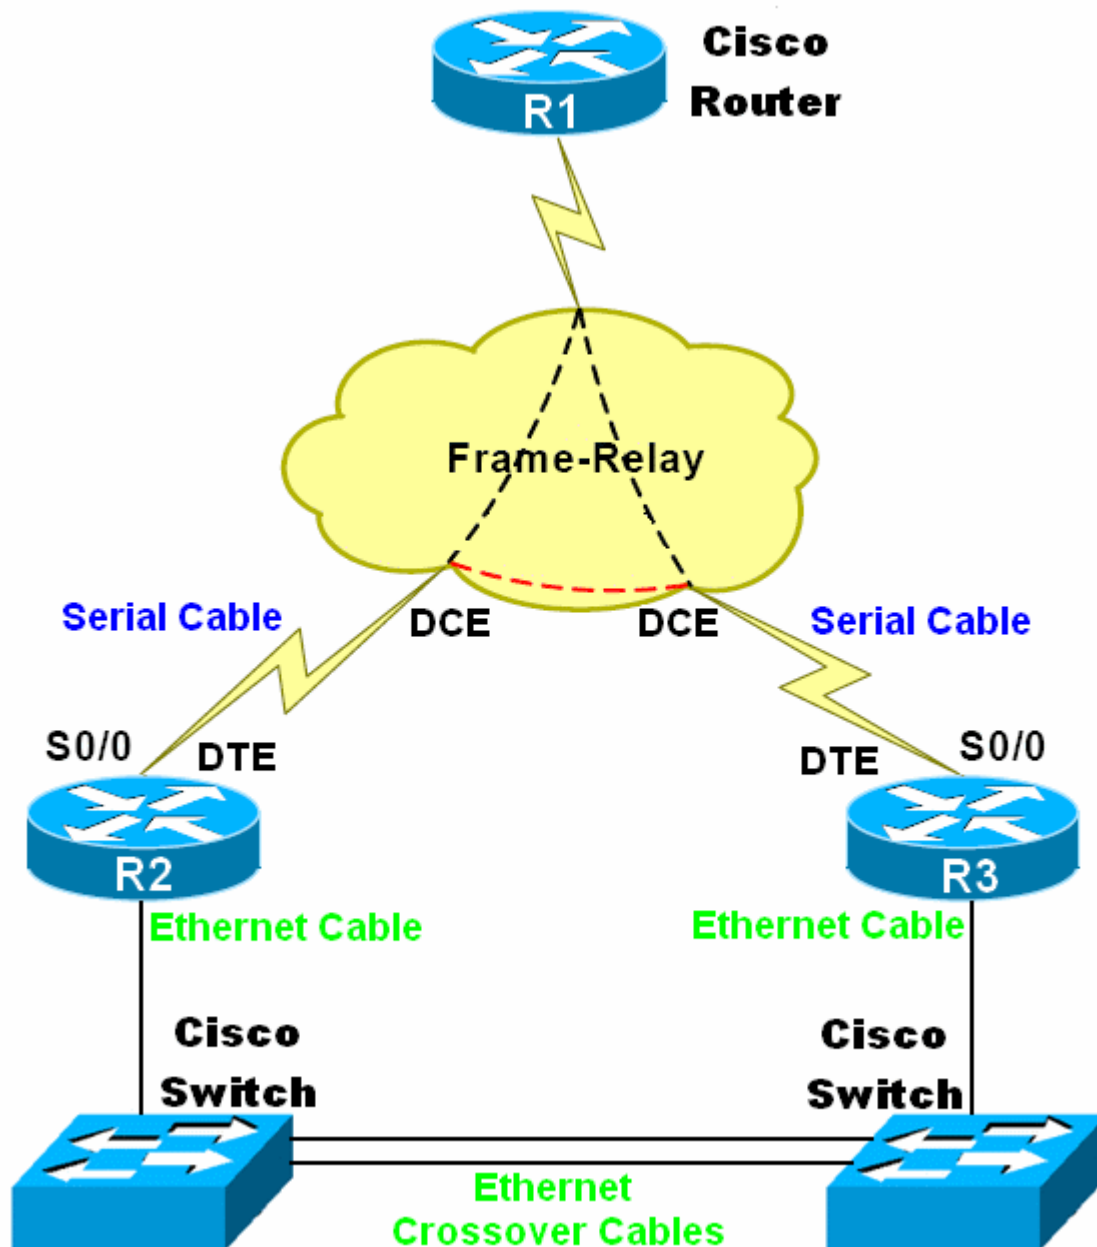 Cisco
Router
R1
Frame-Relay
Serial Cable
DCE
DCE
Serial Cable
S0/0
DTE
DTE
S0/0
R2
R3
Ethernet Cable
Ethernet Cable
Cisco
Switch
Cisco
Switch
Ethernet
Crossover Cables